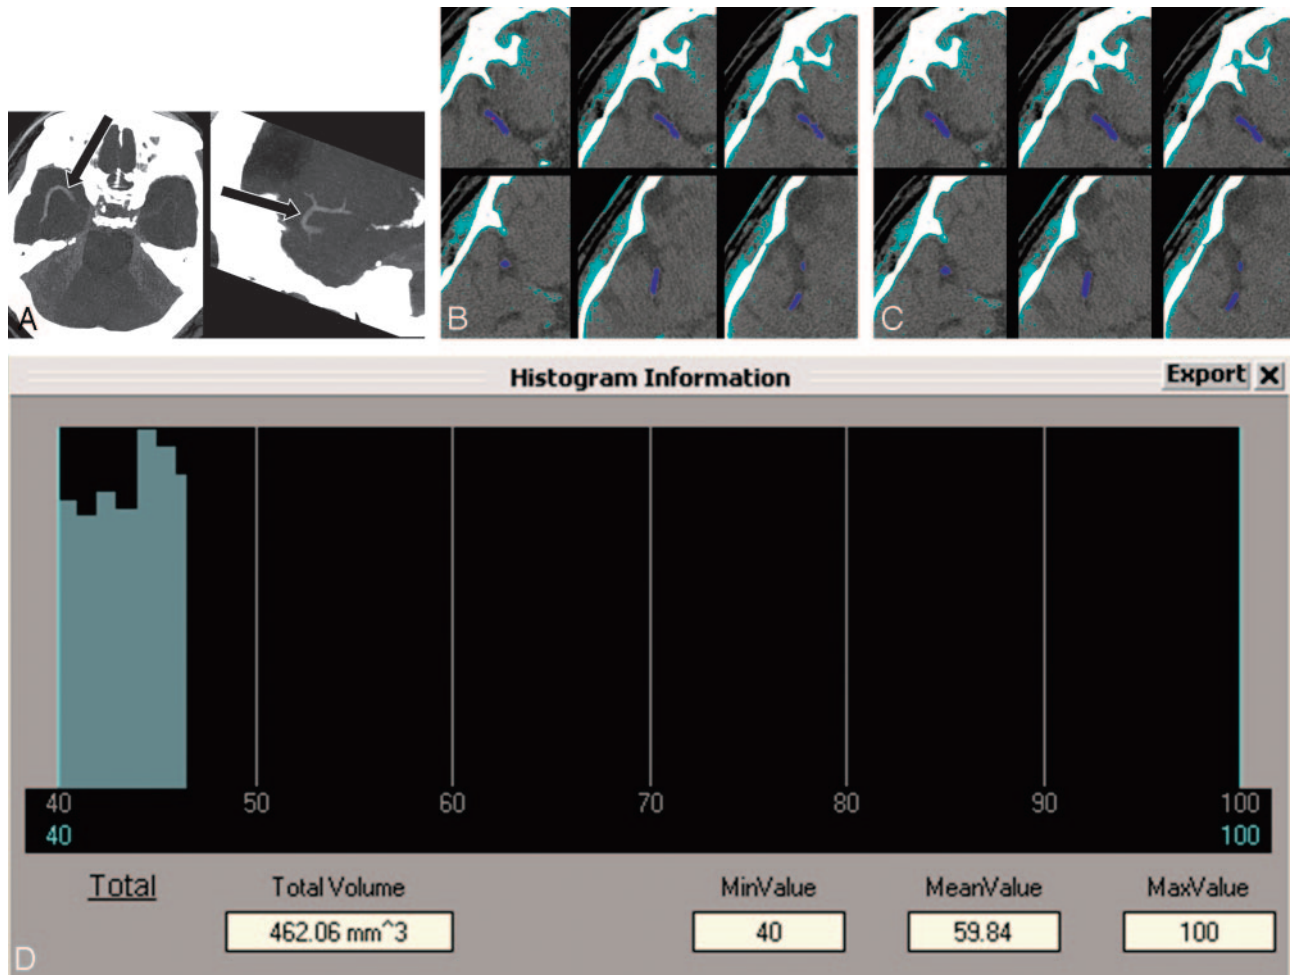 A
B
C
Histogram Information
Export X
40 50 60 70 80 90 100
40 100
Total
Total Volume
MinValue
MeanValue
MaxValue
462.06 mm^3
40
59.84
100
D